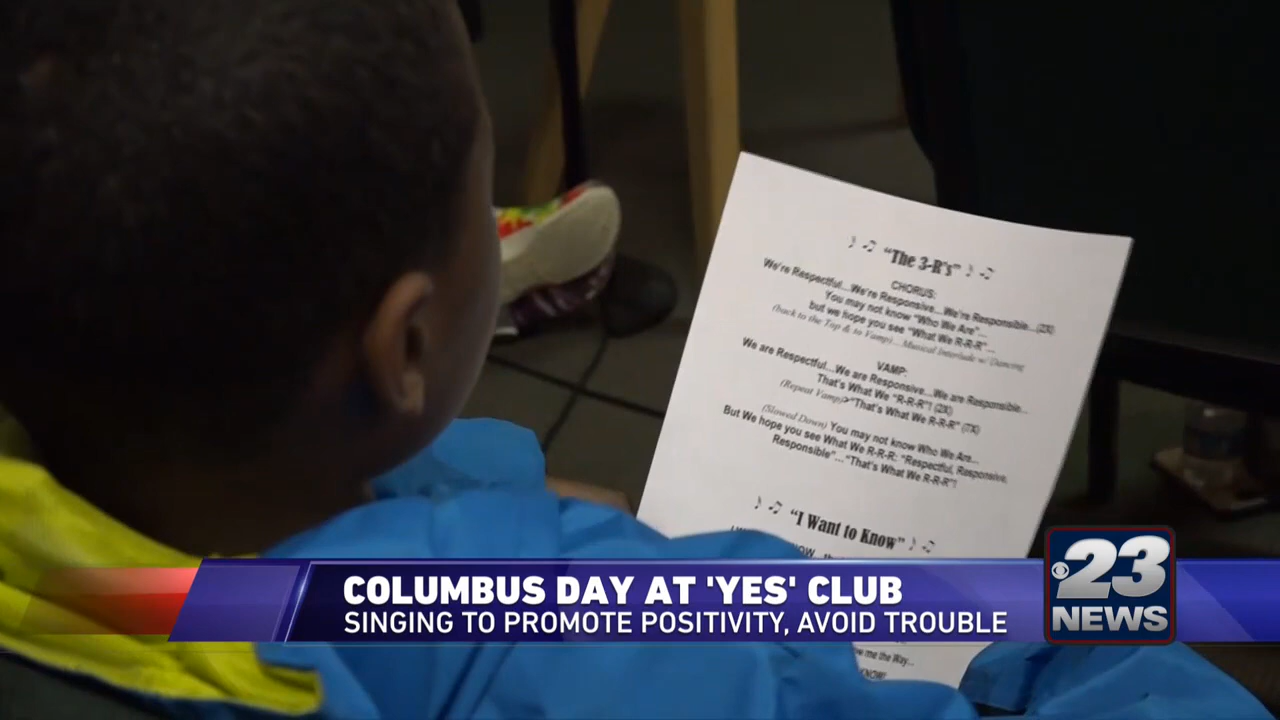 "The 3-R's"
CHORUS:
We're Respectful...We're Responsive...We're Responsible...(2X)
You may not know "Who We Are"...
but we hope you see "What We R-R-R"...
(back to the Top & to Vamp)... Musical Interlude w/ Dancing
VAMP:
We are Respectful...We are Responsive...We are Responsible...
That's What We "R-R-R"! (2X)
(Repeat Vamp)>"That's What We R-R-R" (7X)
(Slowed Down) You may not know Who We Are...
But We hope you see What We R-R-R: "Respectful, Responsive,
Responsible"..."That's What We R-R-R"!
"I Want to Know"
me the Way...
KNOW!
COLUMBUS DAY AT 'YES' CLUB
SINGING TO PROMOTE POSITIVITY, AVOID TROUBLE
23
NEWS